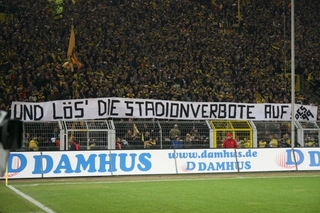 UND LÖS' DIE STADIONVERBOTE AUF!
D DAMHUS
www.damhus.de
D DAMHUS
D DAMHUS